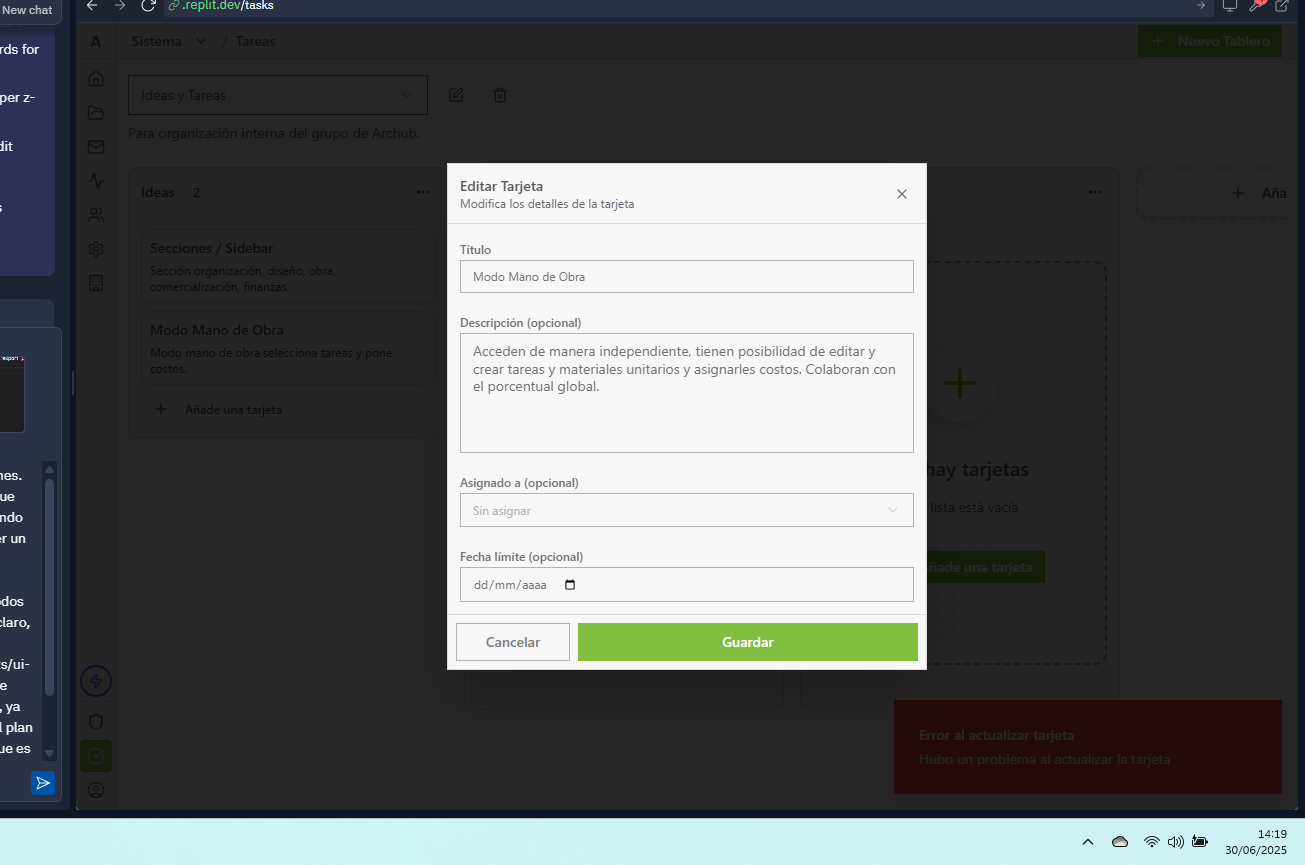 New chat
.replit.dev/tasks
rds for
per z-
dit
s
export
nes.
ue
ndo
er un
odos
claro,
s/ui-
e
, ya
l plan
ue es
A
Sistema / Tareas
+ Nuevo Tablero
Ideas y Tareas
Para organización interna del grupo de Archub.
Ideas 2
Secciones / Sidebar
Sección organización, diseño, obra,
comercialización, finanzas.
Modo Mano de Obra
Modo mano de obra selecciona tareas y pone
costos.
+ Añade una tarjeta
Editar Tarjeta
Modifica los detalles de la tarjeta
Título
Modo Mano de Obra
Descripción (opcional)
Acceden de manera independiente, tienen posibilidad de editar y
crear tareas y materiales unitarios y asignarles costos. Colaboran con
el porcentual global.
Asignado a (opcional)
Sin asignar
Fecha límite (opcional)
dd/mm/aaaa
Cancelar
Guardar
+ Aña
hay tarjetas
lista está vacía
ñade una tarjeta
Error al actualizar tarjeta
Hubo un problema al actualizar la tarjeta
14:19
30/06/2025